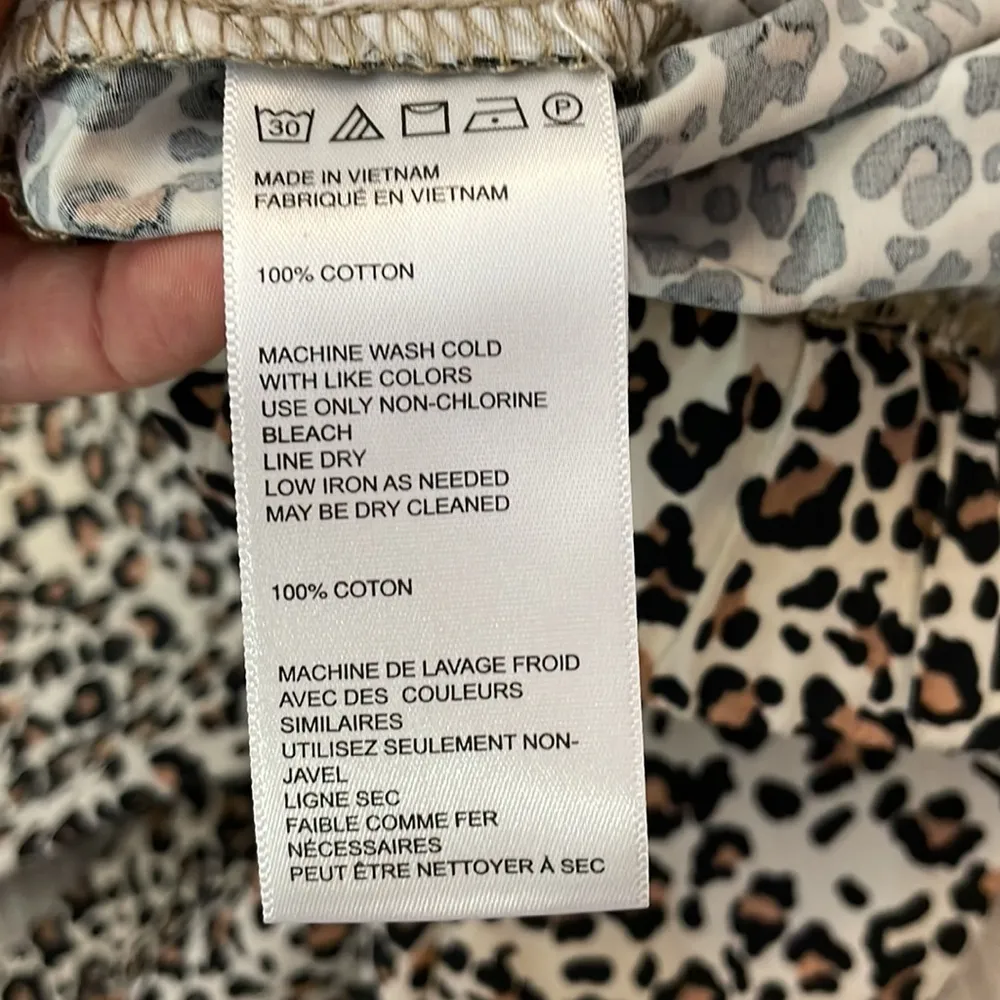 30 P
MADE IN VIETNAM
FABRIQUÉ EN VIETNAM
100% COTTON
MACHINE WASH COLD
WITH LIKE COLORS
USE ONLY NON-CHLORINE
BLEACH
LINE DRY
LOW IRON AS NEEDED
MAY BE DRY CLEANED
100% COTON
MACHINE DE LAVAGE FROID
AVEC DES COULEURS
SIMILAIRES
UTILISEZ SEULEMENT NON-
JAVEL
LIGNE SEC
FAIBLE COMME FER
NÉCESSAIRES
PEUT ÊTRE NETTOYER À SEC